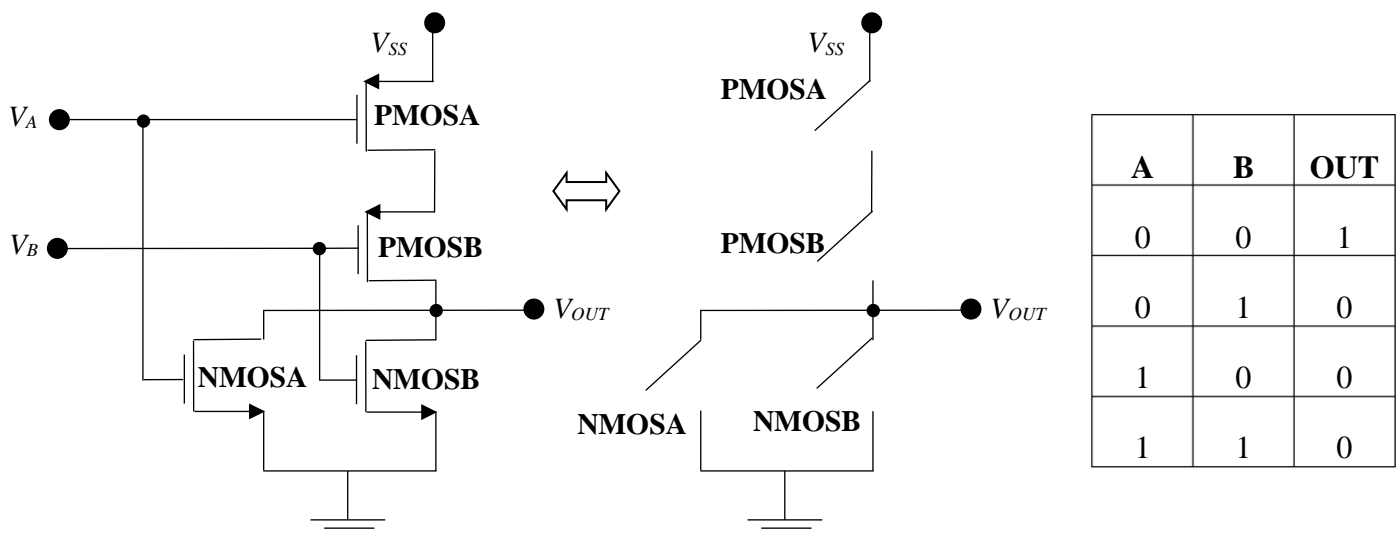 V_SS
PMOSA
V_A
PMOSB
V_B
V_OUT
NMOSA NMOSB
V_SS
PMOSA
PMOSB
V_OUT
NMOSA NMOSB
A B OUT
0 0 1
0 1 0
1 0 0
1 1 0